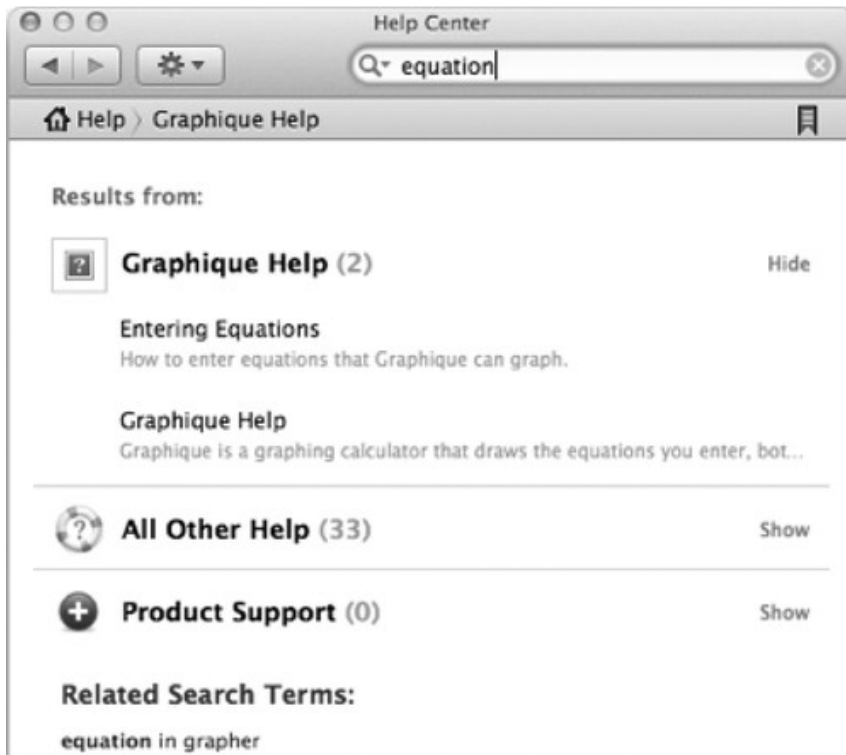 Help Center
equation
Help > Graphique Help
Results from:
Graphique Help (2) Hide
Entering Equations
How to enter equations that Graphique can graph.
Graphique Help
Graphique is a graphing calculator that draws the equations you enter, bot...
All Other Help (33) Show
Product Support (0) Show
Related Search Terms:
equation in grapher